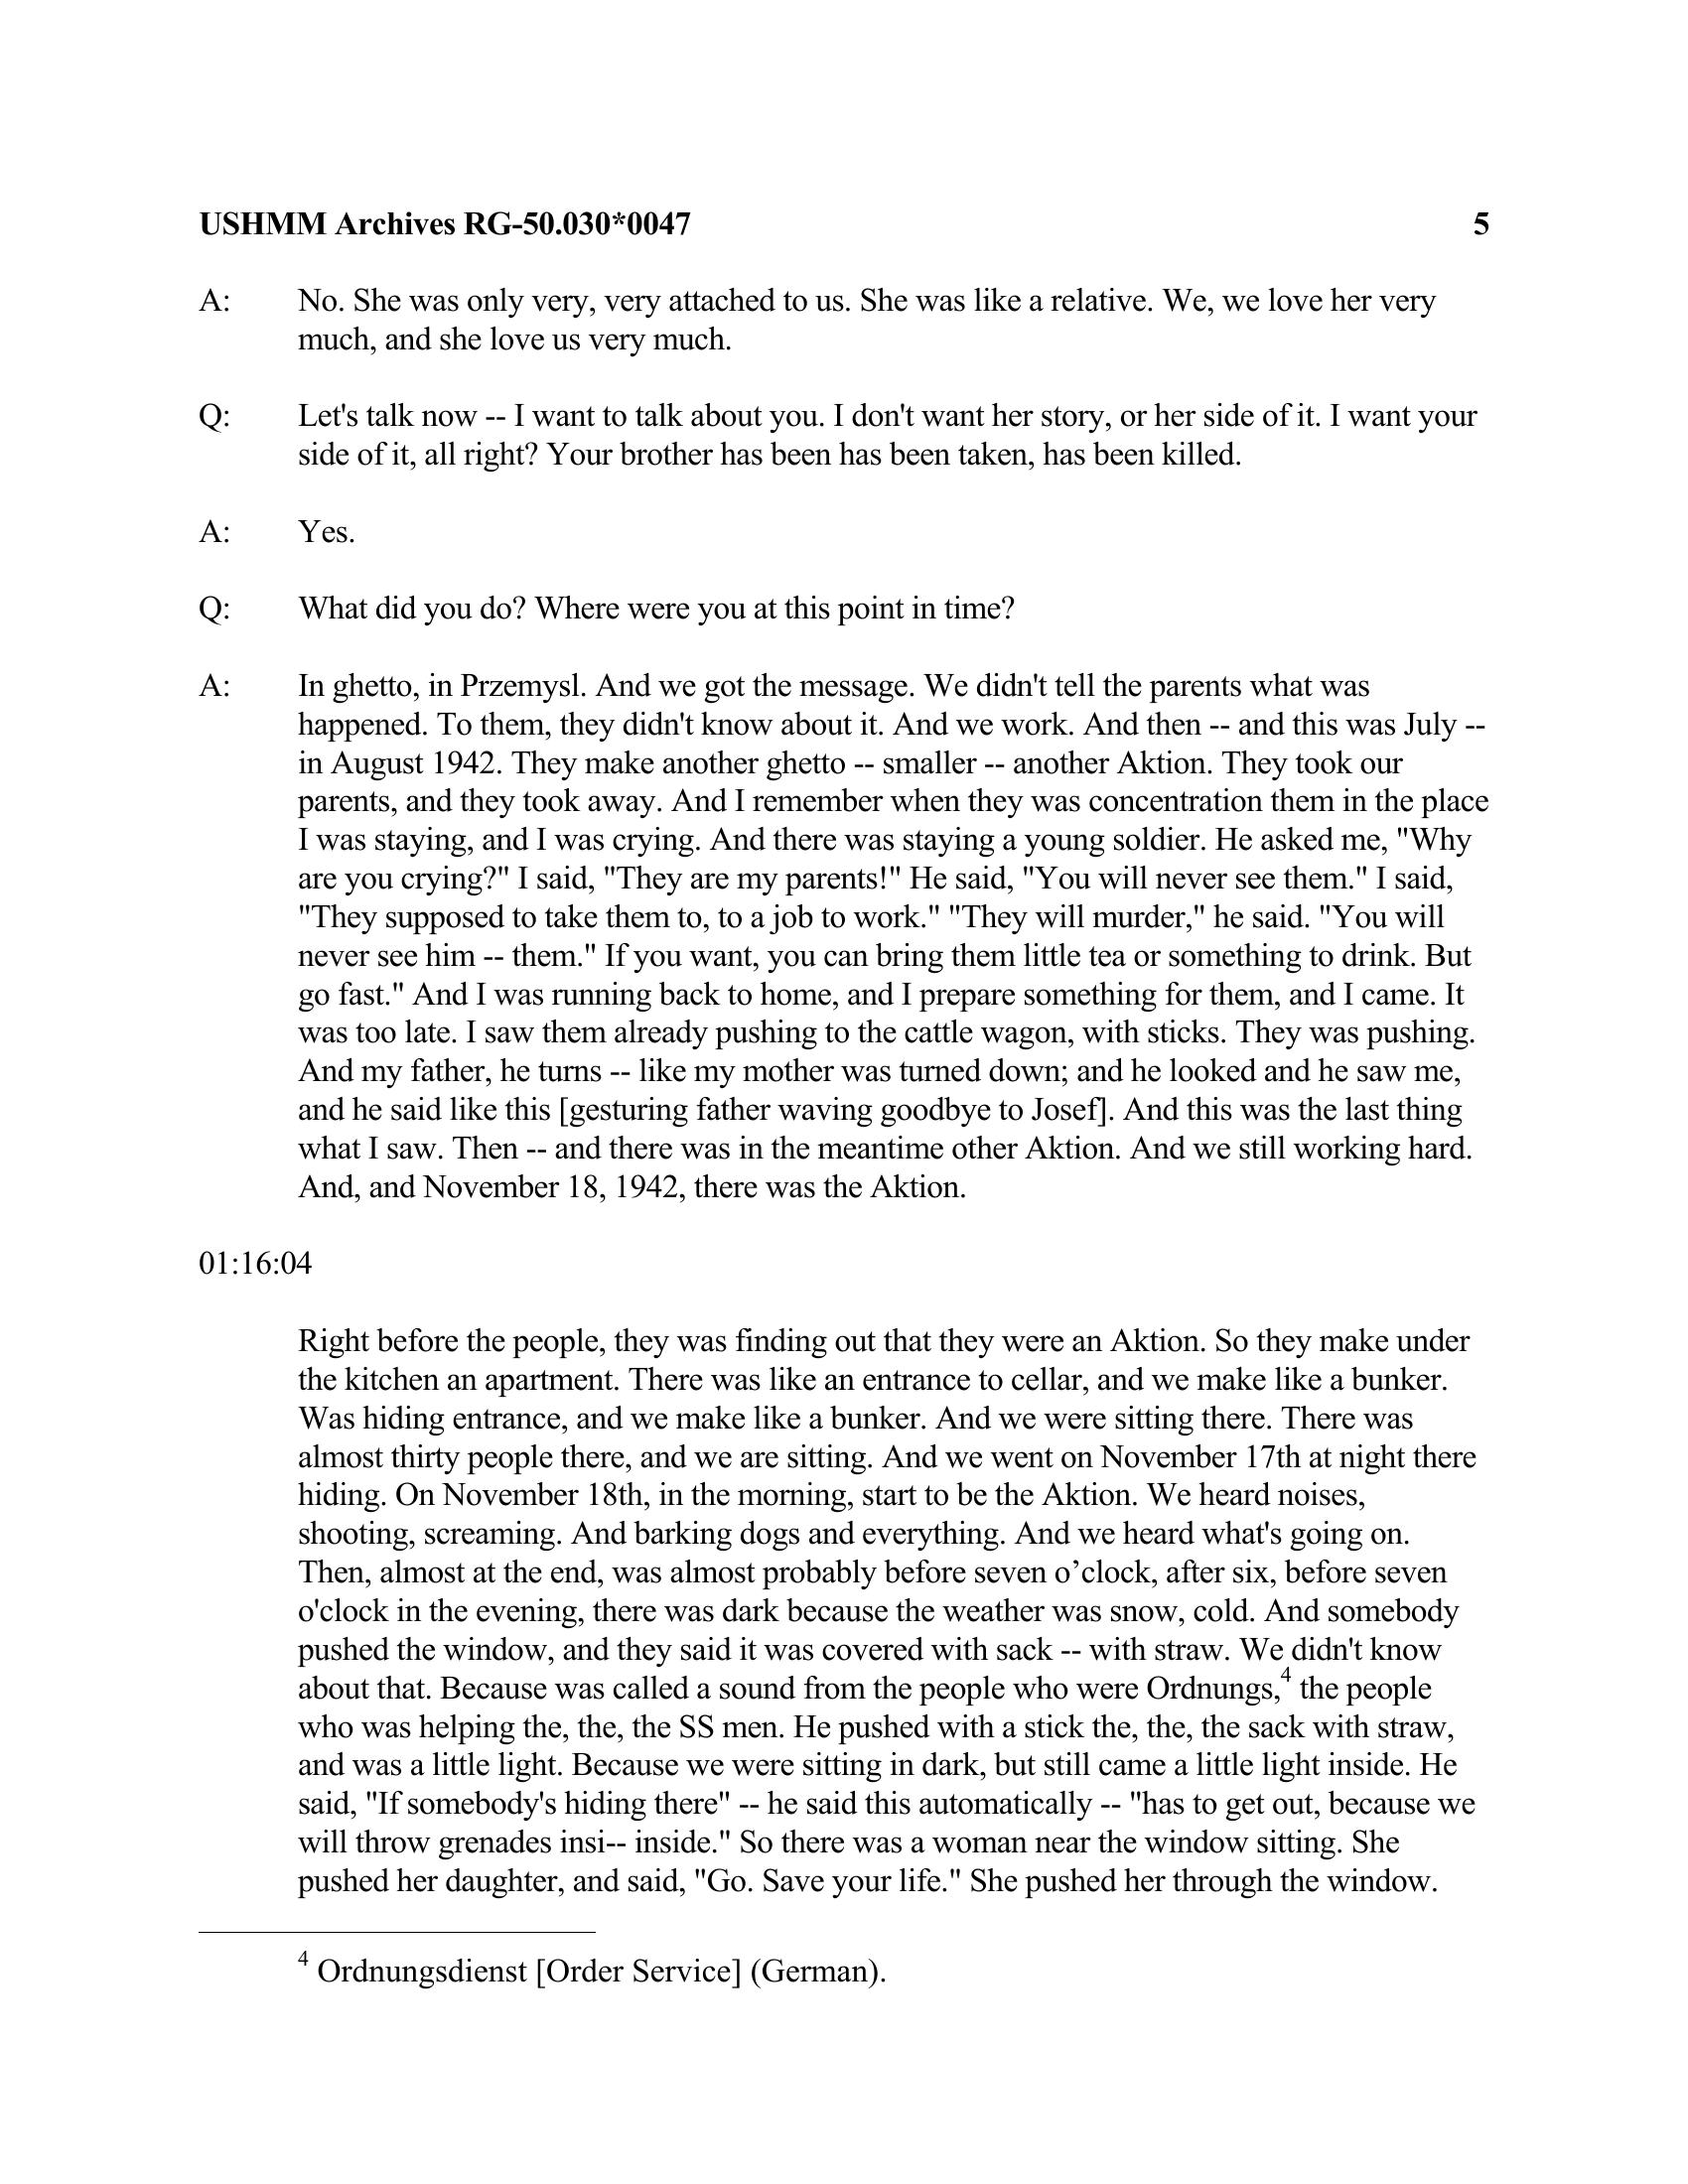 USHMM Archives RG-50.030*0047 5
A: No. She was only very, very attached to us. She was like a relative. We, we love her very
much, and she love us very much.
Q: Let's talk now -- I want to talk about you. I don't want her story, or her side of it. I want your
side of it, all right? Your brother has been has been taken, has been killed.
A: Yes.
Q: What did you do? Where were you at this point in time?
A: In ghetto, in Przemysl. And we got the message. We didn't tell the parents what was
happened. To them, they didn't know about it. And we work. And then -- and this was July --
in August 1942. They make another ghetto -- smaller -- another Aktion. They took our
parents, and they took away. And I remember when they was concentration them in the place
I was staying, and I was crying. And there was staying a young soldier. He asked me, "Why
are you crying?" I said, "They are my parents!" He said, "You will never see them." I said,
"They supposed to take them to, to a job to work." "They will murder," he said. "You will
never see him -- them." If you want, you can bring them little tea or something to drink. But
go fast." And I was running back to home, and I prepare something for them, and I came. It
was too late. I saw them already pushing to the cattle wagon, with sticks. They was pushing.
And my father, he turns -- like my mother was turned down; and he looked and he saw me,
and he said like this [gesturing father waving goodbye to Josef]. And this was the last thing
what I saw. Then -- and there was in the meantime other Aktion. And we still working hard.
And, and November 18, 1942, there was the Aktion.
01:16:04
Right before the people, they was finding out that they were an Aktion. So they make under
the kitchen an apartment. There was like an entrance to cellar, and we make like a bunker.
Was hiding entrance, and we make like a bunker. And we were sitting there. There was
almost thirty people there, and we are sitting. And we went on November 17th at night there
hiding. On November 18th, in the morning, start to be the Aktion. We heard noises,
shooting, screaming. And barking dogs and everything. And we heard what's going on.
Then, almost at the end, was almost probably before seven o’clock, after six, before seven
o'clock in the evening, there was dark because the weather was snow, cold. And somebody
pushed the window, and they said it was covered with sack -- with straw. We didn't know
about that. Because was called a sound from the people who were Ordnungs,4 the people
who was helping the, the, the SS men. He pushed with a stick the, the, the sack with straw,
and was a little light. Because we were sitting in dark, but still came a little light inside. He
said, "If somebody's hiding there" -- he said this automatically -- "has to get out, because we
will throw grenades insi-- inside." So there was a woman near the window sitting. She
pushed her daughter, and said, "Go. Save your life." She pushed her through the window.
4 Ordnungsdienst [Order Service] (German).